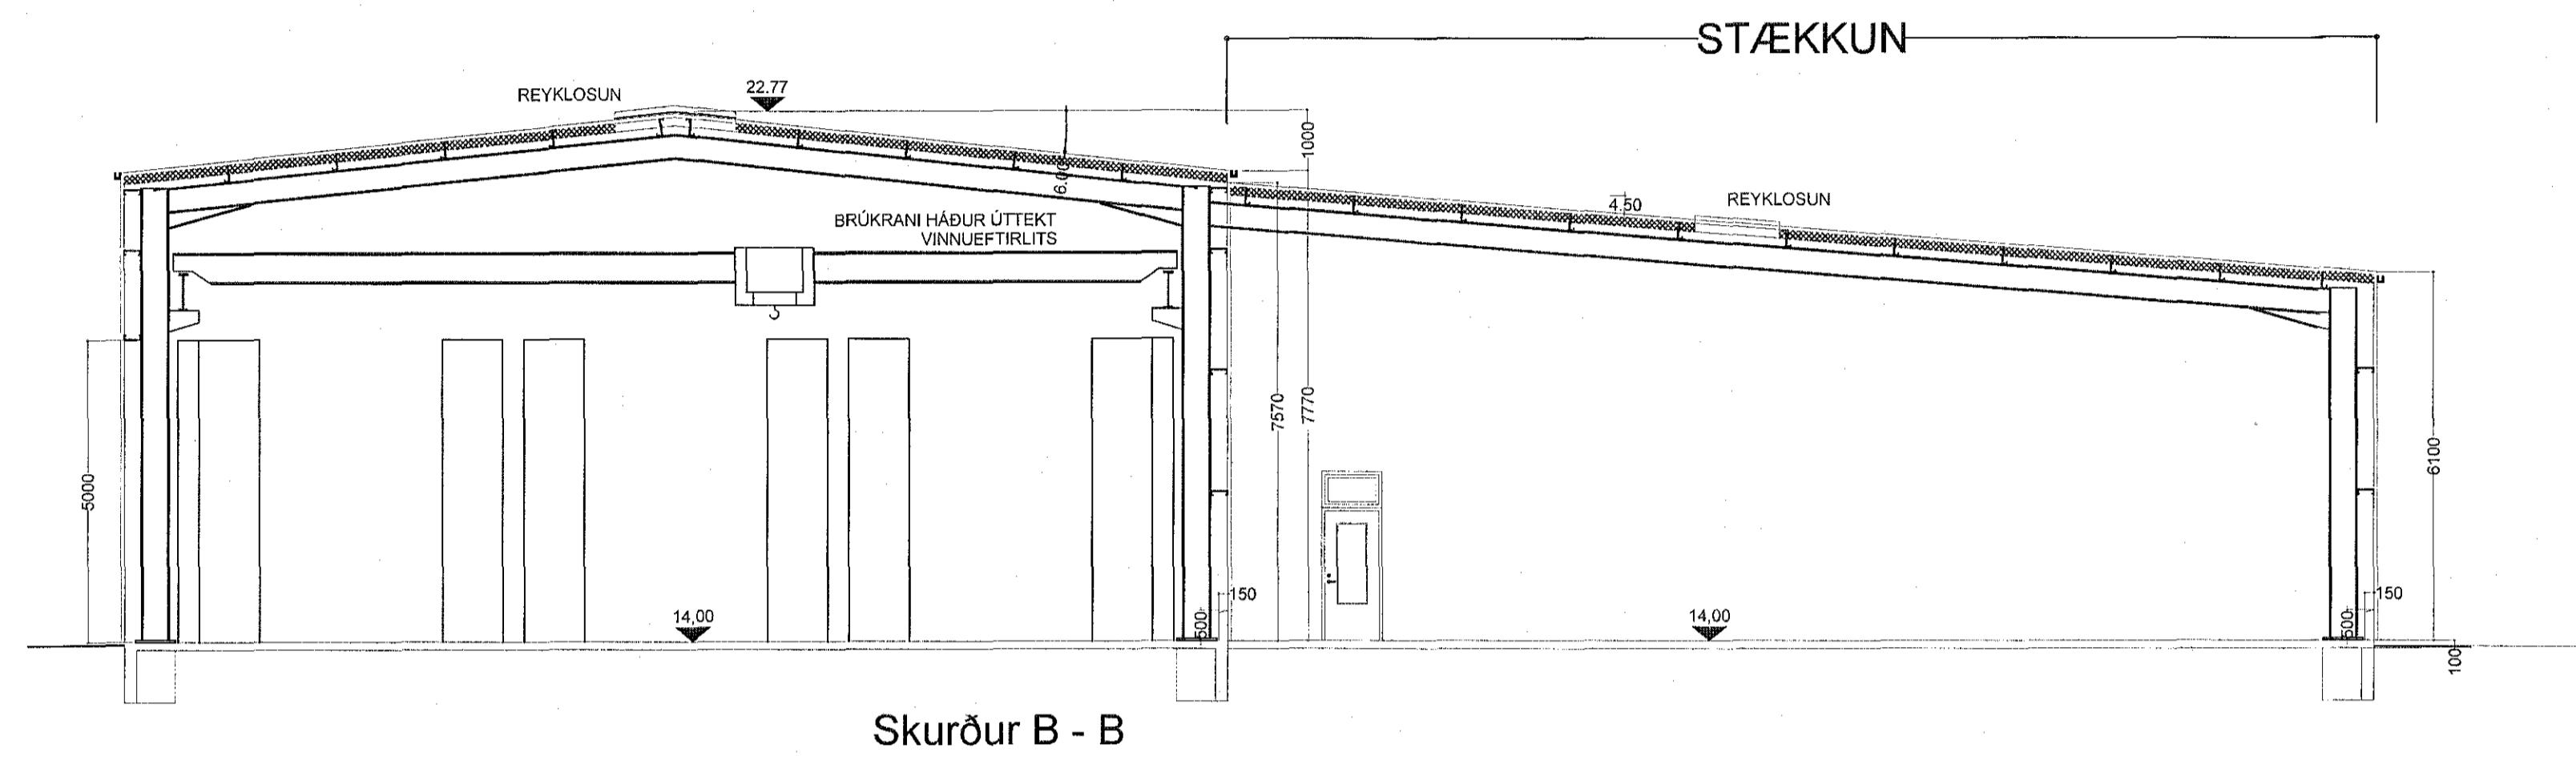 STÆKKUN
REYKLOSUN
22.77
1000
6.00
4.50
REYKLOSUN
BRÚKRANI HÁÐUR ÚTTEKT
VINNUEFTIRLITS
5000
7570
7770
6100
14,00
500
150
14,00
500
150
100
Skurður B - B